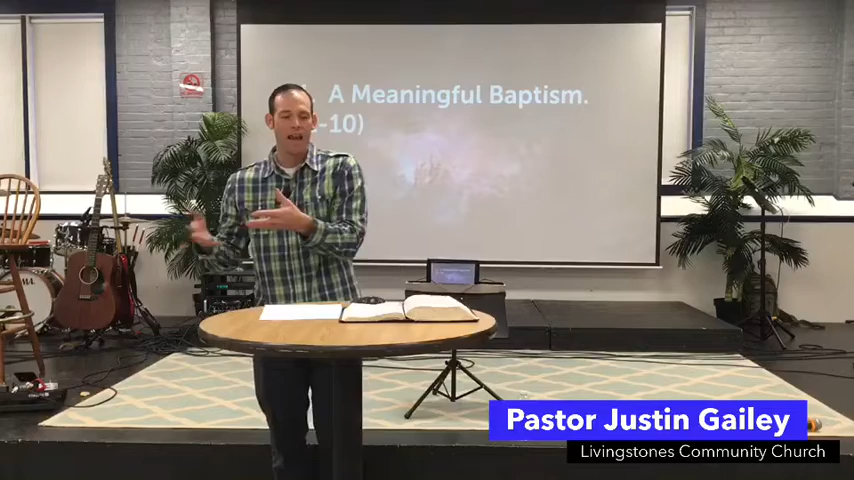 A Meaningful Baptism.
-10)
Pastor Justin Gailey
Livingstones Community Church